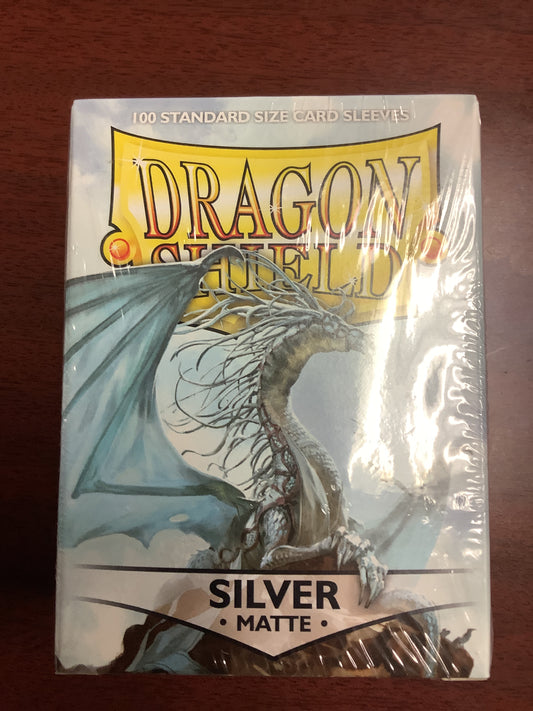 100 STANDARD SIZE CARD SLEEVES
DRAGON
SHIELD
SILVER
• MATTE •